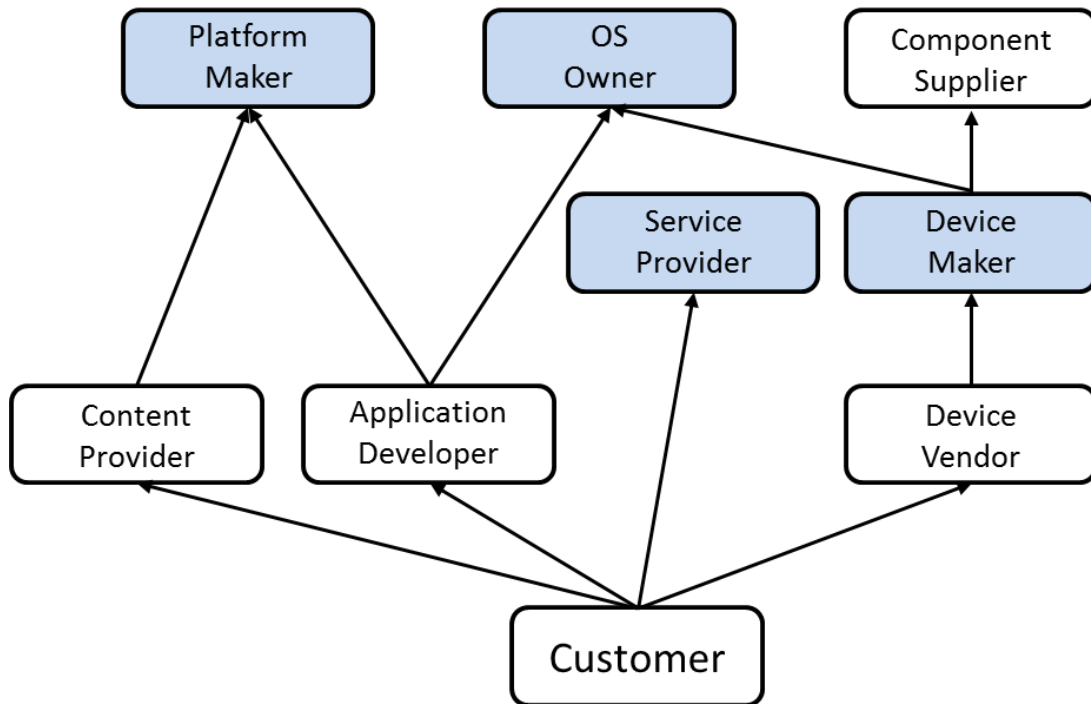 Platform
Maker
OS
Owner
Component
Supplier
Service
Provider
Device
Maker
Content
Provider
Application
Developer
Device
Vendor
Customer